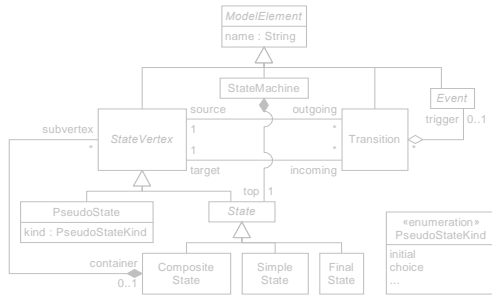 ModelElement
name : String
StateMachine
Event
source
outgoing
trigger
0..1
subvertex
*
StateVertex
1
*
Transition
*
1
*
target
incoming
top
1
PseudoState
kind : PseudoStateKind
State
«enumeration»
PseudoStateKind
initial
choice
...
container
0..1
Composite
State
Simple
State
Final
State